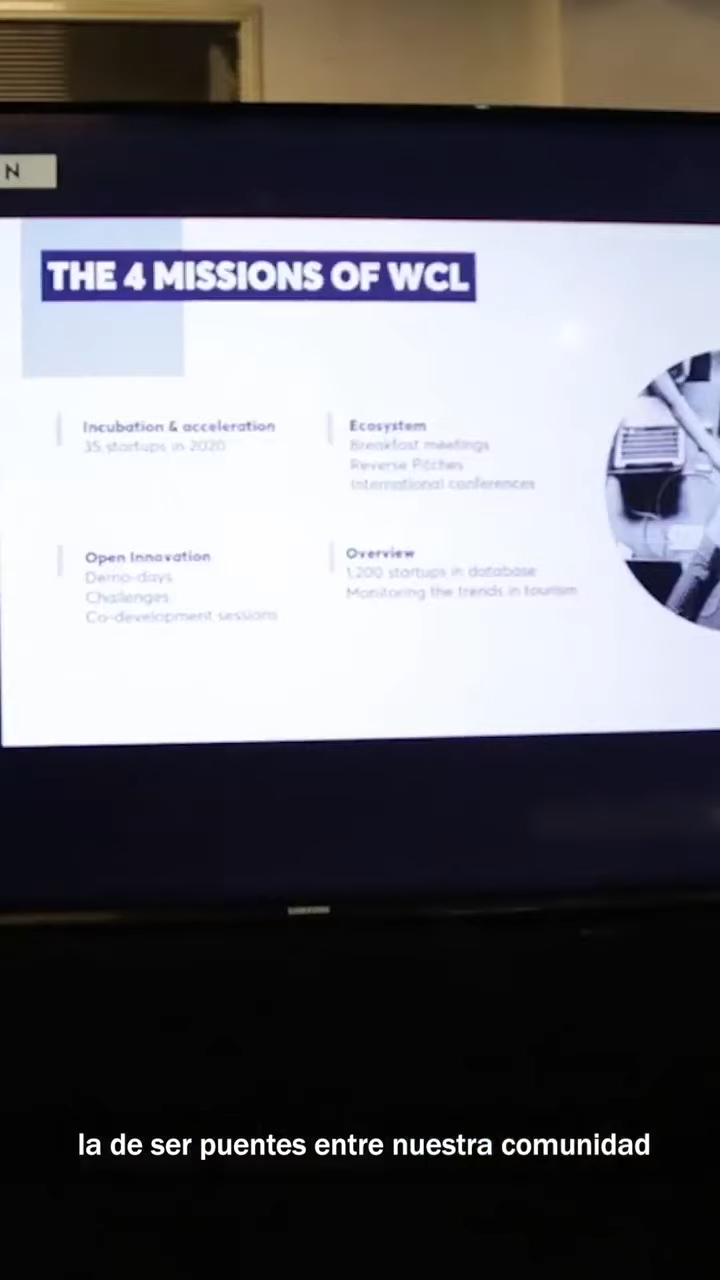 N
THE 4 MISSIONS OF WCL
Incubation & acceleration
35 startups in 2020
Ecosystem
Breakfast meetings
Reverse Pitches
International conferences
Open Innovation
Demo-days
Challenges
Co-development sessions
Overview
1,200 startups in database
Monitoring the trends in tourism
SAMSUNG
la de ser puentes entre nuestra comunidad